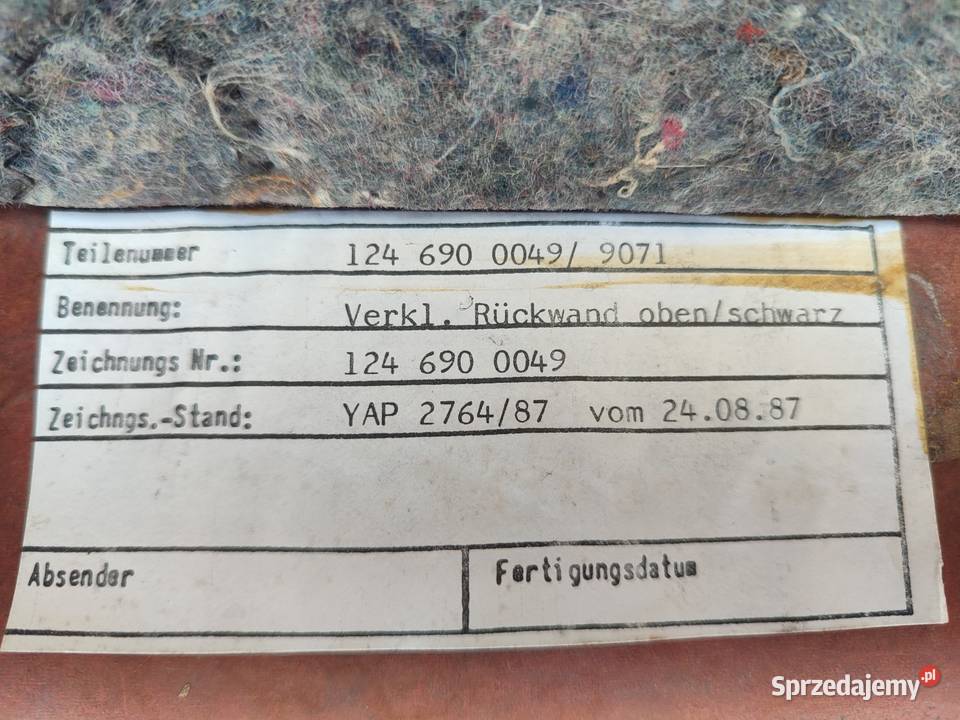 Teilenummer 124 690 0049/ 9071
Benennung: Verkl. Rückwand oben/schwarz
Zeichnungs Nr.: 124 690 0049
Zeichngs.-Stand: YAP 2764/87 vom 24.08.87
Absender Fertigungsdatum
Sprzedajemy.pl